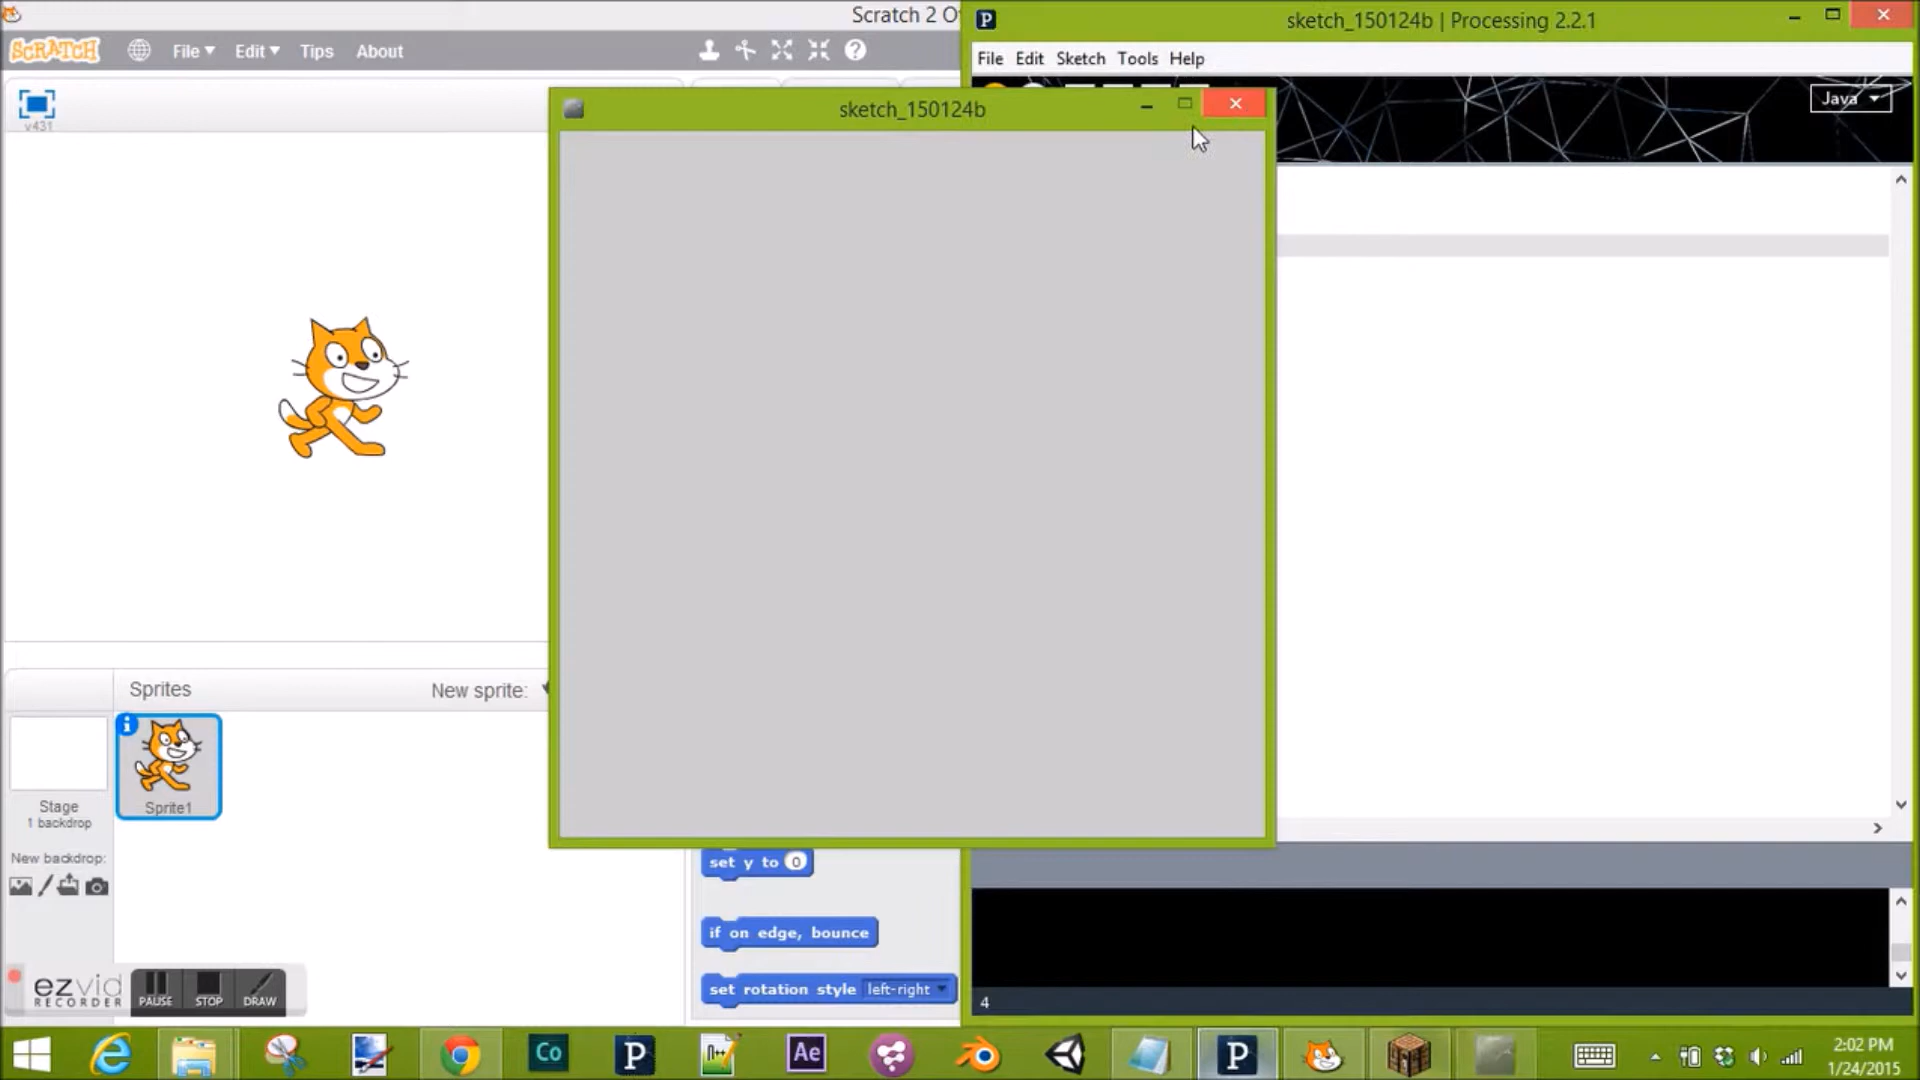 Scratch 2 O
SCRATCH
File
Edit
Tips
About
v431
sketch_150124b | Processing 2.2.1
File Edit Sketch Tools Help
Java
sketch_150124b
Sprites
New sprite:
Sprite1
Stage
1 backdrop
New backdrop:
set y to 0
if on edge, bounce
set rotation style left-right
ezvid
RECORDER
PAUSE
STOP
DRAW
4
Co
P
n++
Ae
P
2:02 PM
1/24/2015